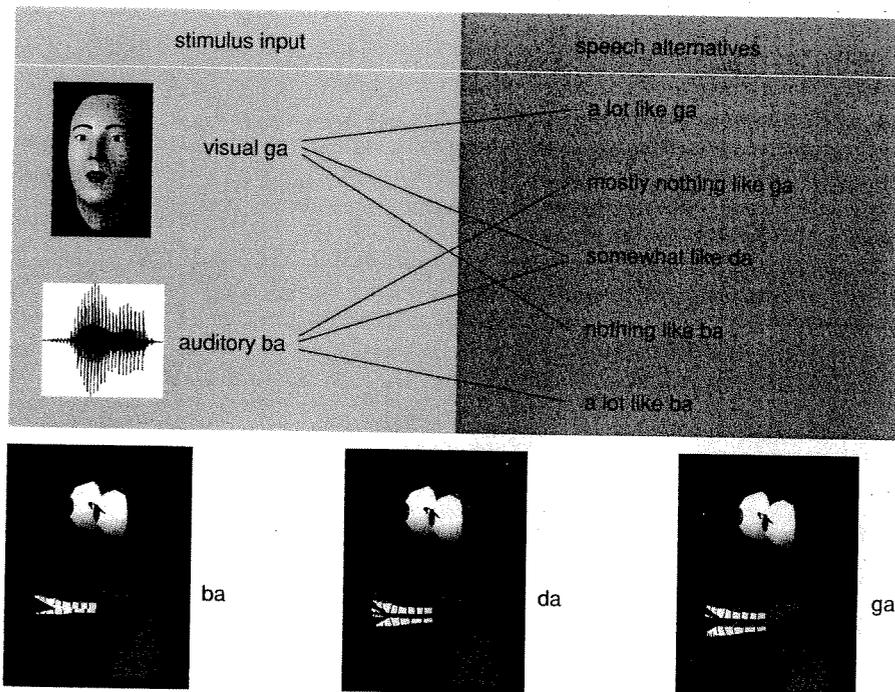 stimulus input
speech alternatives
visual ga
a lot like ga
mostly nothing like ga
somewhat like da
nothing like ba
auditory ba
a lot like ba
ba
da
ga